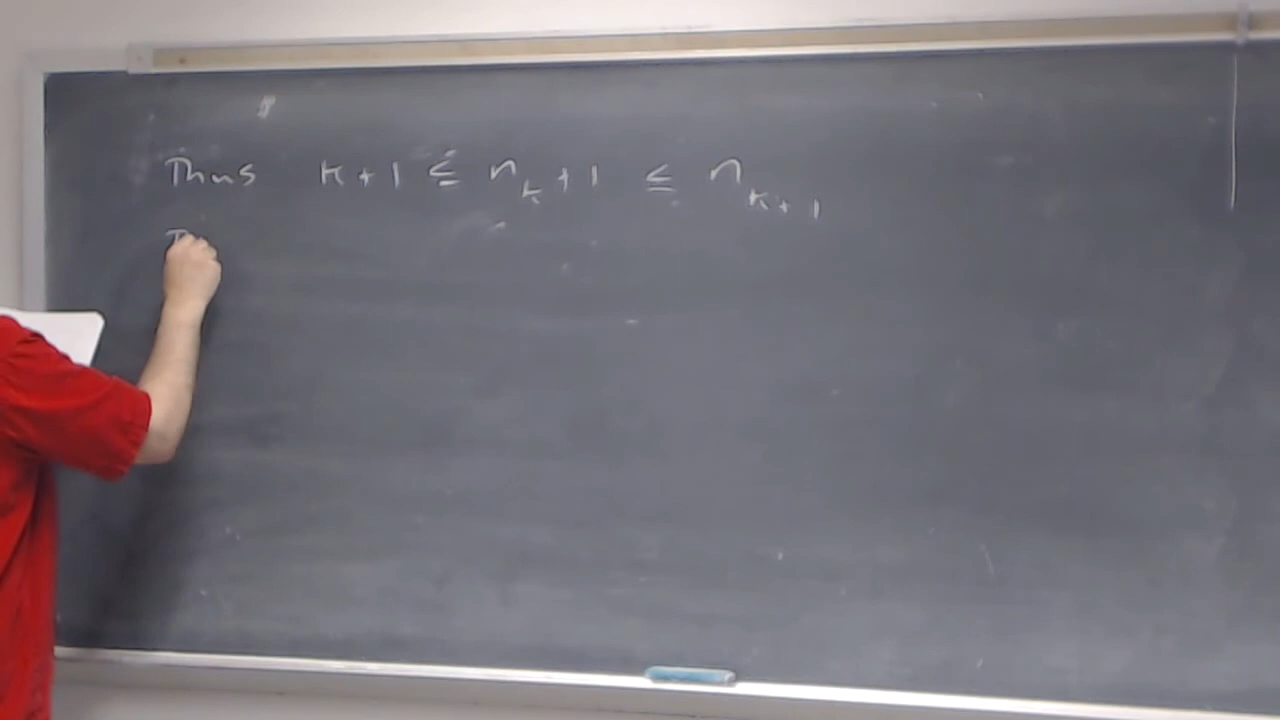 Thus k+1 ≤ n_k+1 ≤ n_{k+1}